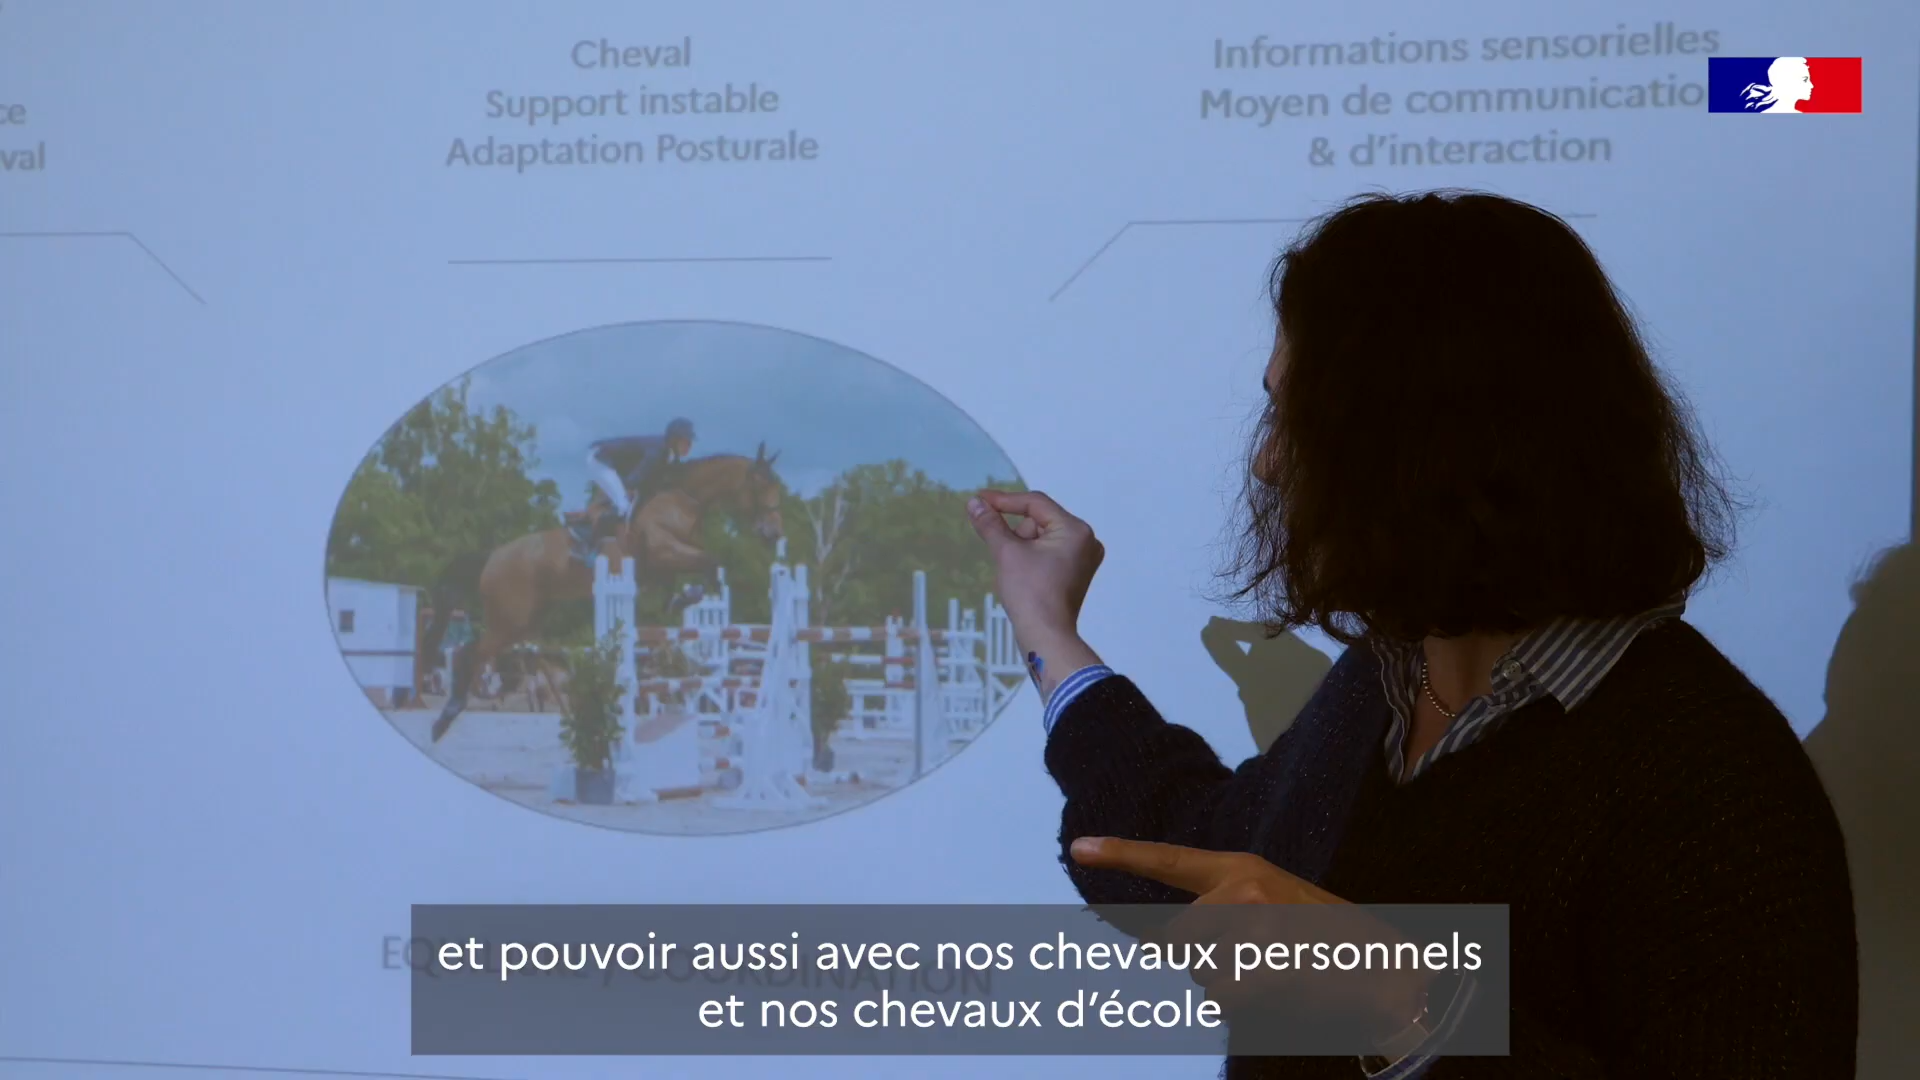 ce
val
Cheval
Support instable
Adaptation Posturale
Informations sensorielles
Moyen de communicatio
& d'interaction
et pouvoir aussi avec nos chevaux personnels
et nos chevaux d'école